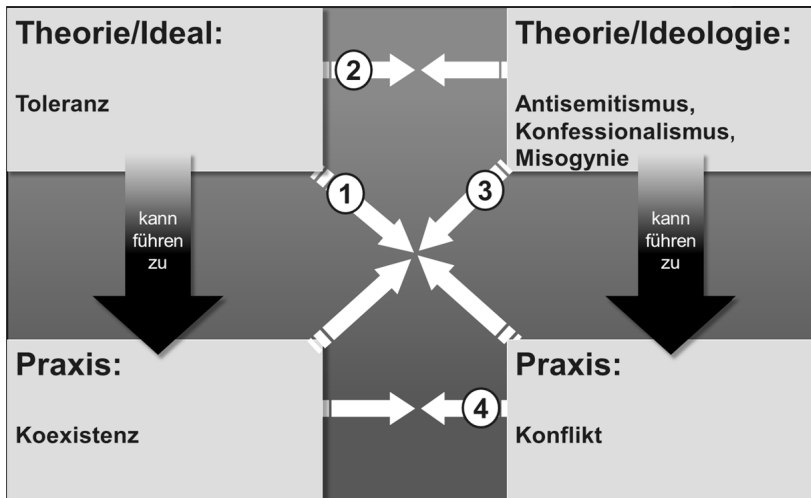 Theorie/Ideal:
Toleranz
2
Theorie/Ideologie:
Antisemitismus,
Konfessionalismus,
Misogynie
1
3
kann
führen
zu
kann
führen
zu
Praxis:
Koexistenz
4
Praxis:
Konflikt